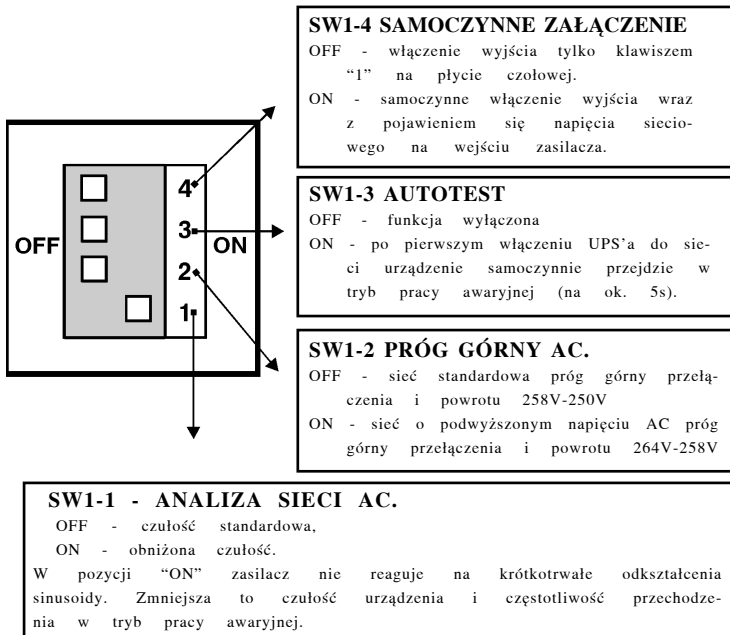 SW1-4 SAMOCZYNNE ZAŁĄCZENIE
OFF - włączenie wyjścia tylko klawiszem
“1” na płycie czołowej.
ON - samoczynne włączenie wyjścia wraz
z pojawieniem się napięcia siecio-
wego na wejściu zasilacza.
OFF
4
3
2
1
ON
SW1-3 AUTOTEST
OFF - funkcja wyłączona
ON - po pierwszym włączeniu UPS'a do sie-
ci urządzenie samoczynnie przejdzie w
tryb pracy awaryjnej (na ok. 5s).
SW1-2 PRÓG GÓRNY AC.
OFF - sieć standardowa próg górny przełą-
czenia i powrotu 258V-250V
ON - sieć o podwyższonym napięciu AC próg
górny przełączenia i powrotu 264V-258V
SW1-1 - ANALIZA SIECI AC.
OFF - czułość standardowa,
ON - obniżona czułość.
W pozycji “ON” zasilacz nie reaguje na krótkotrwałe odkształcenia
sinusoidy. Zmniejsza to czułość urządzenia i częstotliwość przechodze-
nia w tryb pracy awaryjnej.